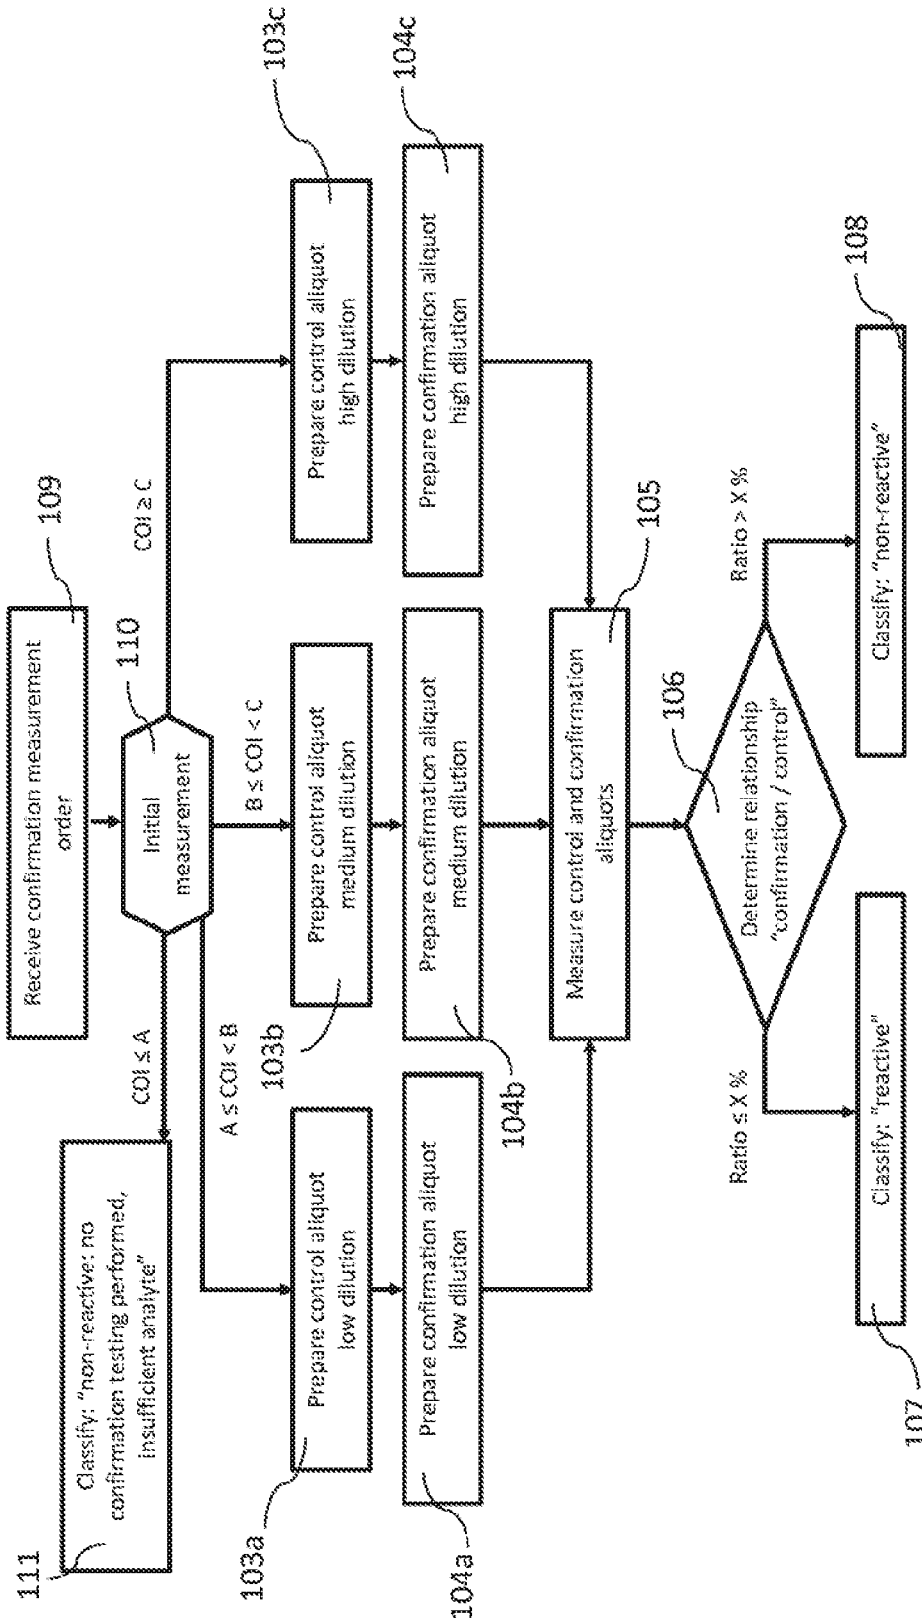 109
Receive confirmation measurement
order
110
Initial
measurement
COI ≤ A
A ≤ COI < B
B ≤ COI < C
COI ≥ C
111
Classify: “non-reactive: no
confirmation testing performed,
insufficient analyte”
103a
Prepare control aliquot
low dilution
103b
Prepare control aliquot
medium dilution
103c
Prepare control aliquot
high dilution
104a
Prepare confirmation aliquot
low dilution
104b
Prepare confirmation aliquot
medium dilution
104c
Prepare confirmation aliquot
high dilution
105
Measure control and confirmation
aliquots
106
Determine relationship
“confirmation / control”
Ratio ≤ X %
Ratio > X %
107
Classify: “reactive”
108
Classify: “non-reactive”